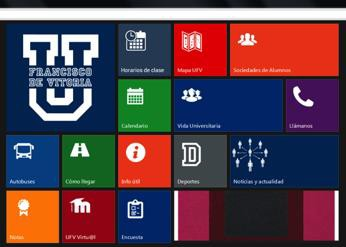 FRANCISCO
DE VITORIA
Horarios de clase
Mapa UFV
Sociedades de Alumnos
Calendario
Vida Universitaria
Llámanos
Autobuses
Cómo llegar
Info útil
D
Deportes
Noticias y actualidad
Notas
UFV Virtu@l
Encuesta